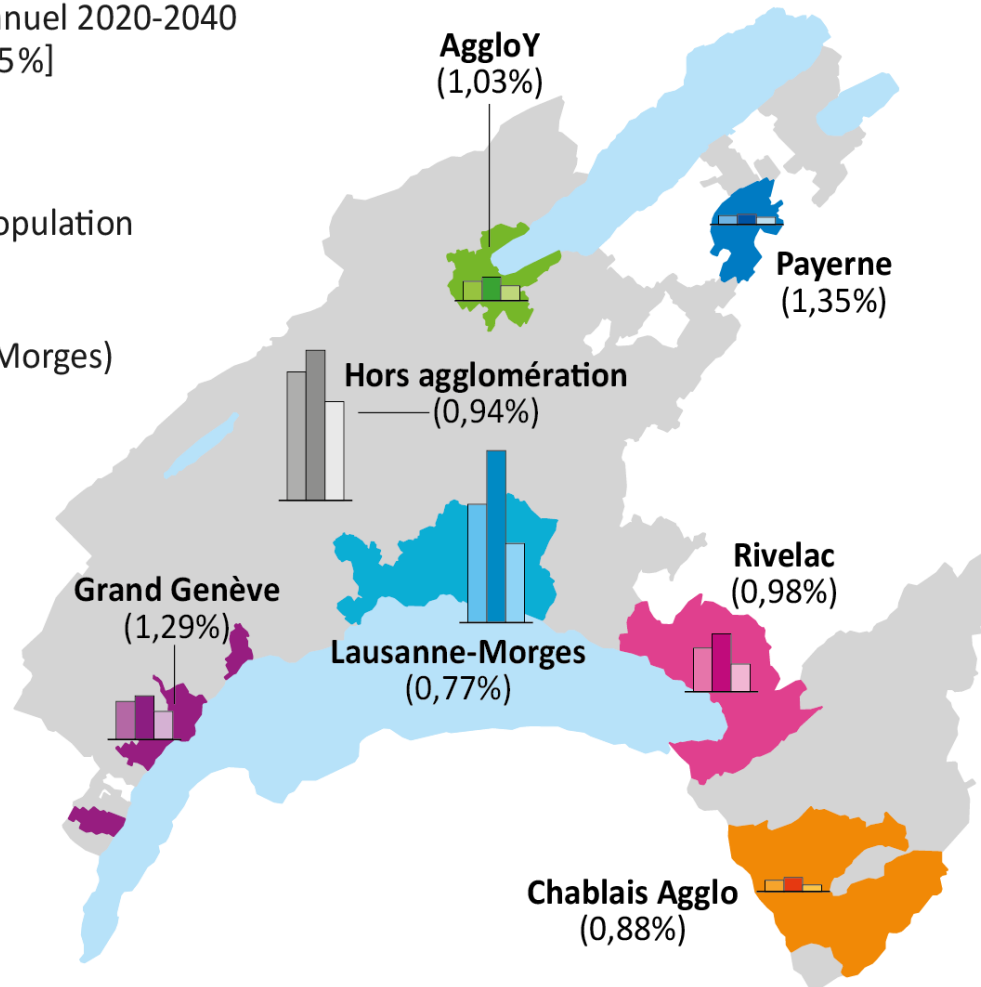 nnuel 2020-2040
5%]
opulation
Morges)
AggloY
(1,03%)
Payerne
(1,35%)
Hors agglomération
(0,94%)
Rivelac
(0,98%)
Grand Genève
(1,29%)
Lausanne-Morges
(0,77%)
Chablais Agglo
(0,88%)